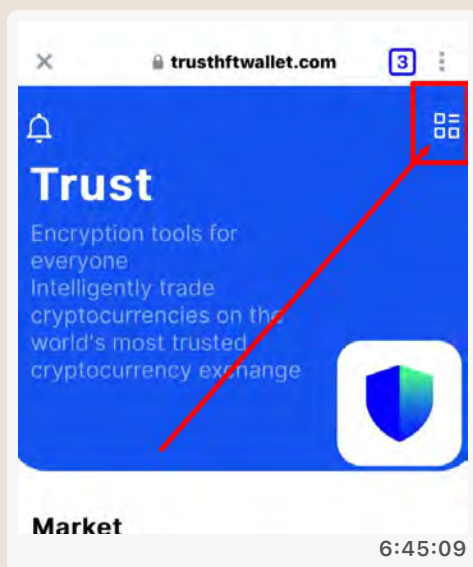 trusthftwallet.com
3
Trust
Encryption tools for
everyone
Intelligently trade
cryptocurrencies on the
world's most trusted
cryptocurrency exchange
Market
6:45:09